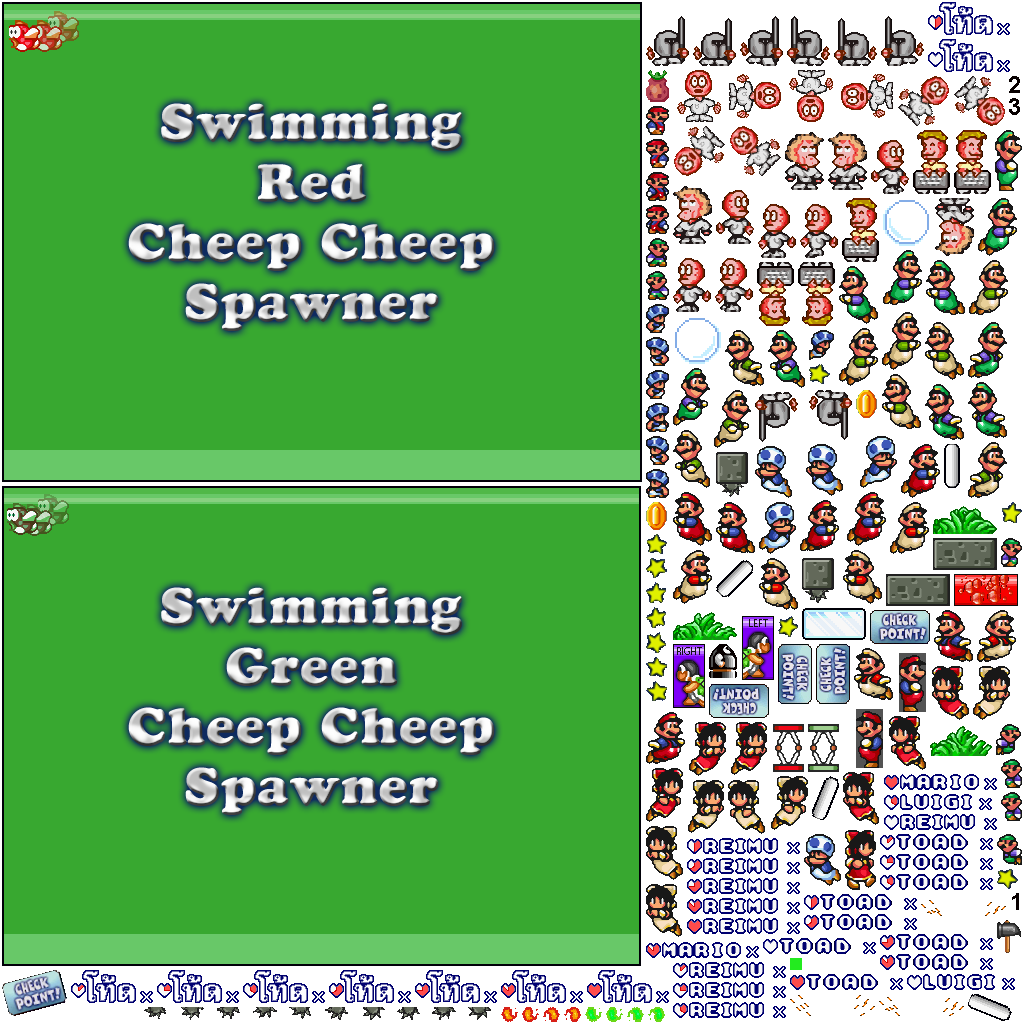 Swimming
Red
Cheep Cheep
Spawner
Swimming
Green
Cheep Cheep
Spawner
โท้ด x
โท้ด x
2
3
LEFT
CHECK POINT!
RIGHT
CHECK POINT!
CHECK POINT!
CHECK POINT!
MARIO x
LUIGI x
REIMU x
TOAD x
TOAD x
TOAD x
REIMU x
REIMU x
REIMU x
REIMU x
REIMU x
TOAD x
TOAD x
1
MARIO x
TOAD x
TOAD x
TOAD x
REIMU x
REIMU x
REIMU x
TOAD x
LUIGI x
CHECK POINT!
โท้ด x โท้ด x โท้ด x โท้ด x โท้ด x โท้ด x โท้ด x